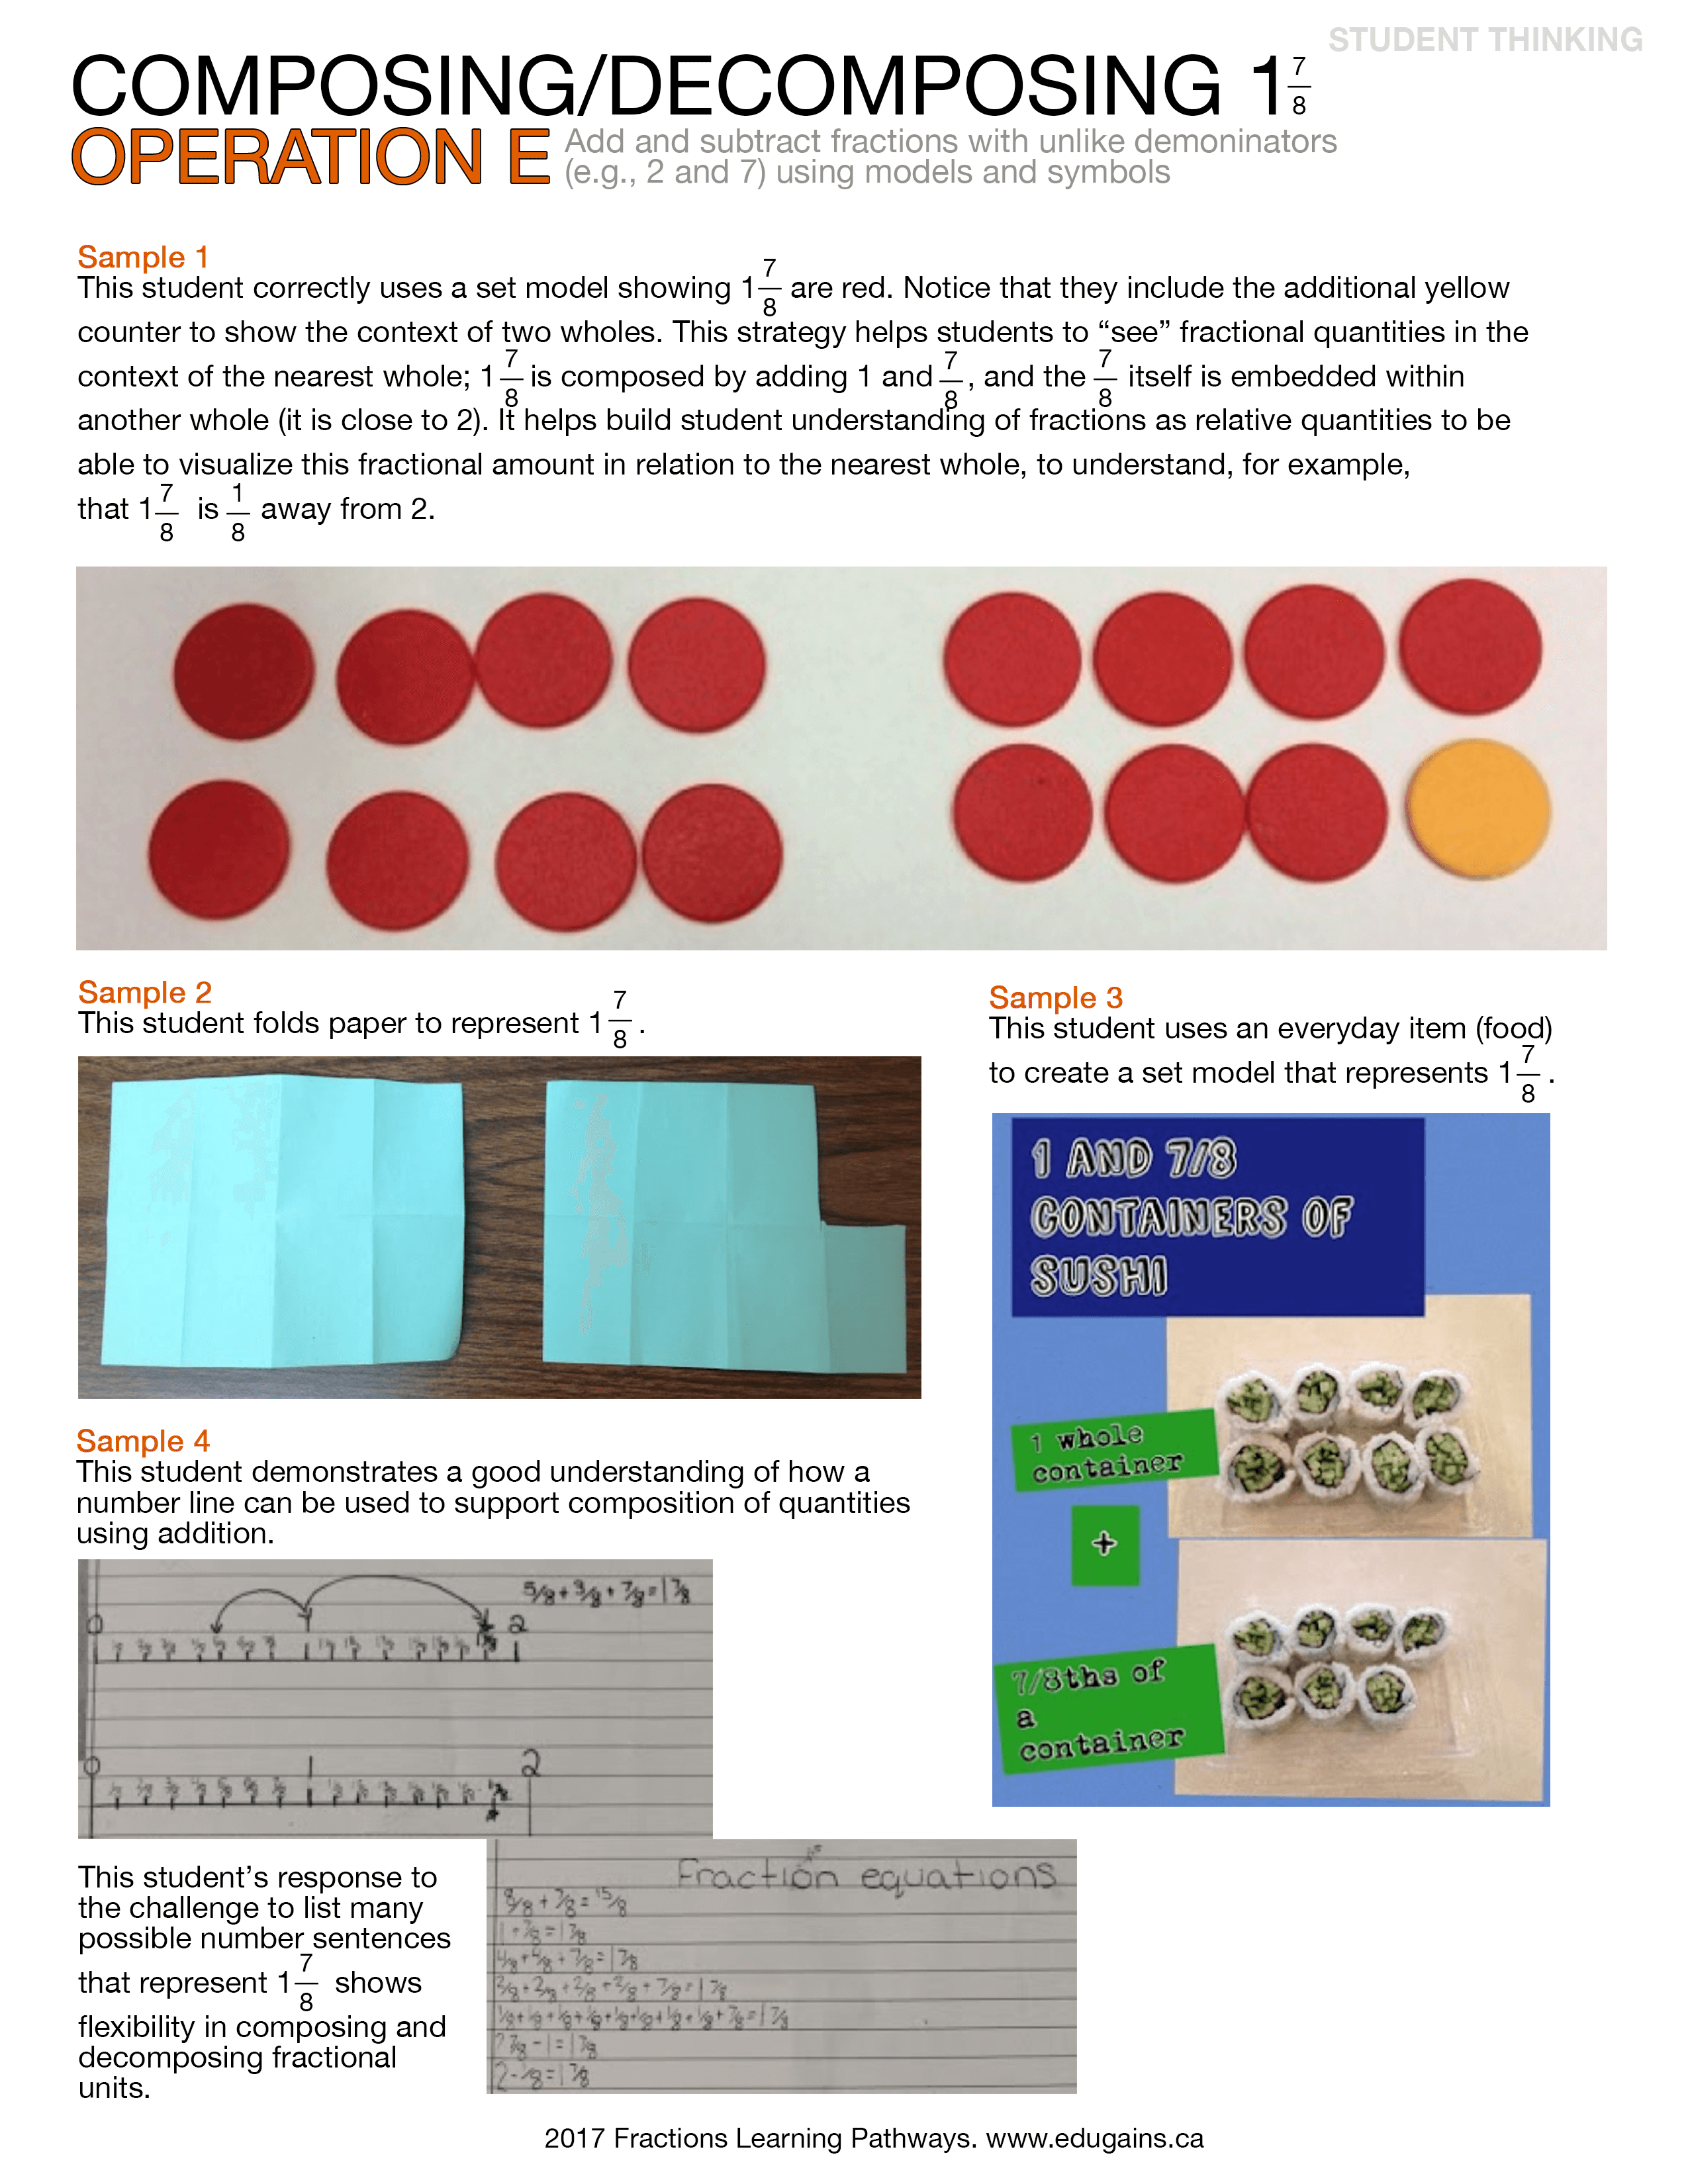 STUDENT THINKING
COMPOSING/DECOMPOSING 1 7/8
OPERATION E Add and subtract fractions with unlike demoninators
(e.g., 2 and 7) using models and symbols
Sample 1
This student correctly uses a set model showing 1 7/8 are red. Notice that they include the additional yellow
counter to show the context of two wholes. This strategy helps students to “see” fractional quantities in the
context of the nearest whole; 1 7/8 is composed by adding 1 and 7/8, and the 7/8 itself is embedded within
another whole (it is close to 2). It helps build student understanding of fractions as relative quantities to be
able to visualize this fractional amount in relation to the nearest whole, to understand, for example,
that 1 7/8 is 1/8 away from 2.
Sample 2
This student folds paper to represent 1 7/8.
Sample 3
This student uses an everyday item (food)
to create a set model that represents 1 7/8.
1 AND 7/8
CONTAINERS OF
SUSHI
1 whole
container
+
7/8ths of
a
container
Sample 4
This student demonstrates a good understanding of how a
number line can be used to support composition of quantities
using addition.
5/8 + 3/8 + 7/8 = 1 7/8
0 1 2
0 1 2
This student’s response to
the challenge to list many
possible number sentences
that represent 1 7/8 shows
flexibility in composing and
decomposing fractional
units.
Fraction equations
8/8 + 7/8 = 15/8
1 + 7/8 = 1 7/8
4/8 + 4/8 + 7/8 = 1 7/8
2/8 + 2/8 + 2/8 + 2/8 + 7/8 = 1 7/8
1/8 + 1/8 + 1/8 + 1/8 + 1/8 + 1/8 + 1/8 + 1/8 + 7/8 = 1 7/8
7/8 - 1 = 1 7/8
2 - 1/8 = 1 7/8
2017 Fractions Learning Pathways. www.edugains.ca